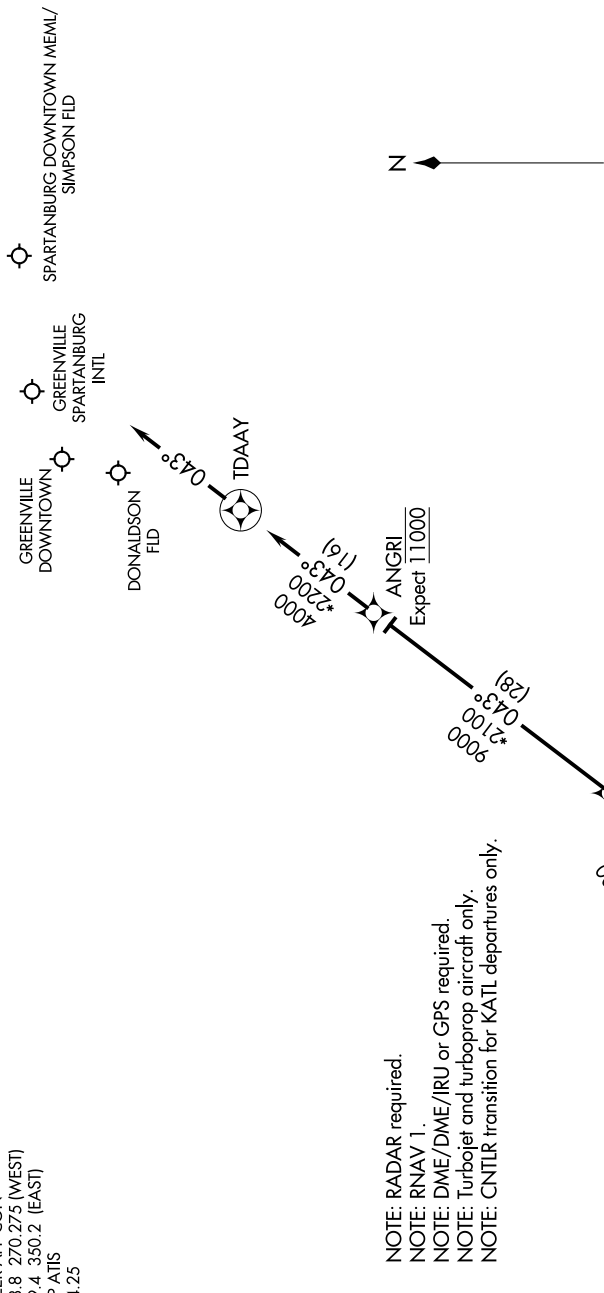 SPARTANBURG DOWNTOWN MEML/
SIMPSON FLD
GREENVILLE
SPARTANBURG
INTL
GREENVILLE
DOWNTOWN
DONALDSON
FLD
N
043°
TDAAY
4000
*2200
043°
(16)
ANGRI
Expect 11000
9000
*2100
043°
(28)
270.275 (WEST)
350.2 (EAST)
ATIS
NOTE: RADAR required.
NOTE: RNAV 1.
NOTE: DME/DME/IRU or GPS required.
NOTE: Turbojet and turboprop aircraft only.
NOTE: CNTLR transition for KATL departures only.